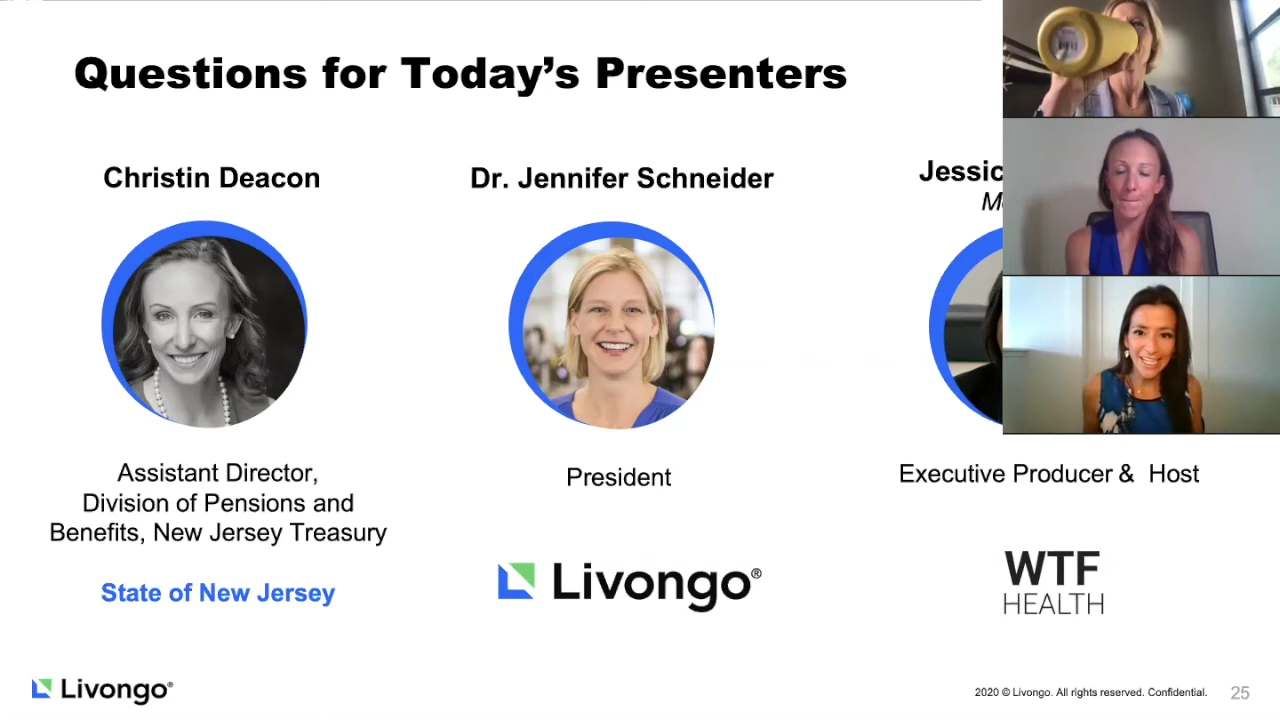 Questions for Today's Presenters
Christin Deacon
Dr. Jennifer Schneider
Jessic
Assistant Director,
Division of Pensions and
Benefits, New Jersey Treasury
State of New Jersey
President
Livongo®
Executive Producer & Host
WTF
HEALTH
Livongo®
2020 © Livongo. All rights reserved. Confidential.
25